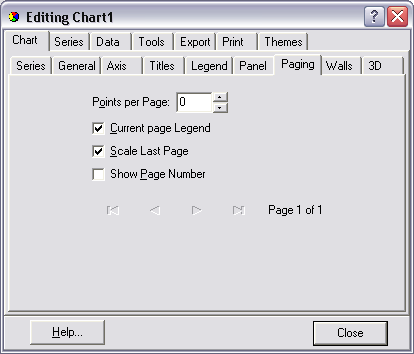 Editing Chart1
Chart Series Data Tools Export Print Themes
Series General Axis Titles Legend Panel Paging Walls 3D
Points per Page: 0
Current page Legend
Scale Last Page
Show Page Number
Page 1 of 1
Help... Close